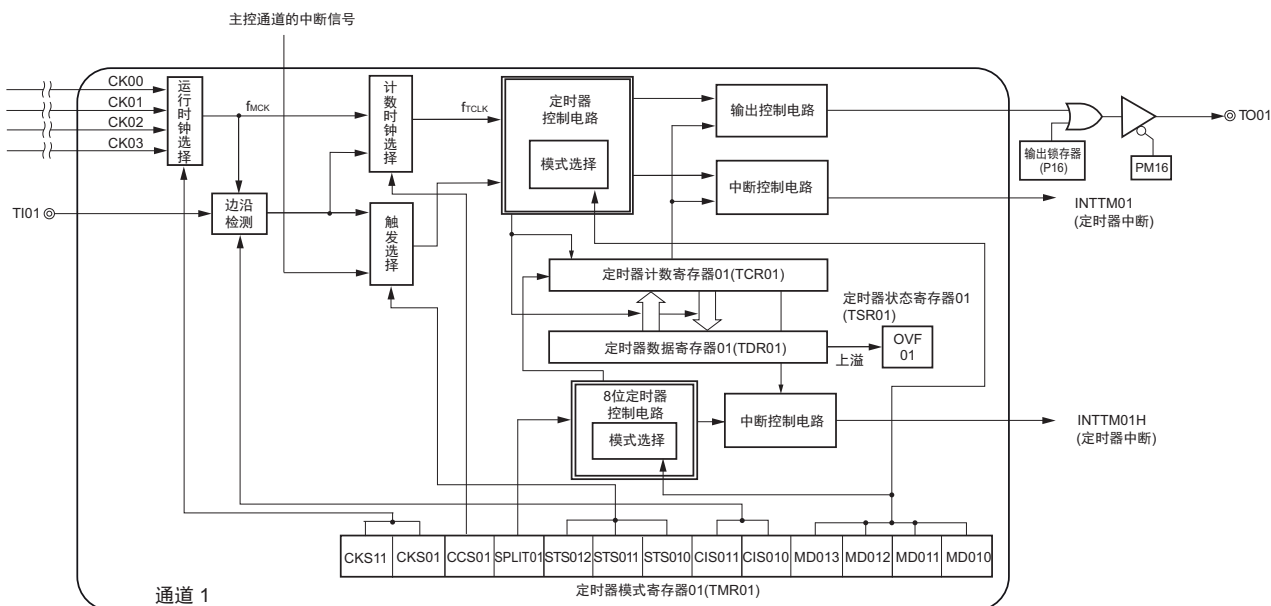 主控通道的中断信号
CK00
CK01
CK02
CK03
运行时钟选择
fMCK
计数时钟选择
fTCLK
定时器
控制电路
模式选择
输出控制电路
中断控制电路
输出锁存器
(P16)
PM16
TO01
INTTM01
(定时器中断)
TI01
边沿
检测
触发选择
定时器计数寄存器01(TCR01)
定时器状态寄存器01
(TSR01)
定时器数据寄存器01(TDR01)
上溢
OVF
01
8位定时器
控制电路
模式选择
中断控制电路
INTTM01H
(定时器中断)
CKS11 CKS01 CCS01 SPLIT01 STS012 STS011 STS010 CIS011 CIS010 MD013 MD012 MD011 MD010
定时器模式寄存器01(TMR01)
通道 1